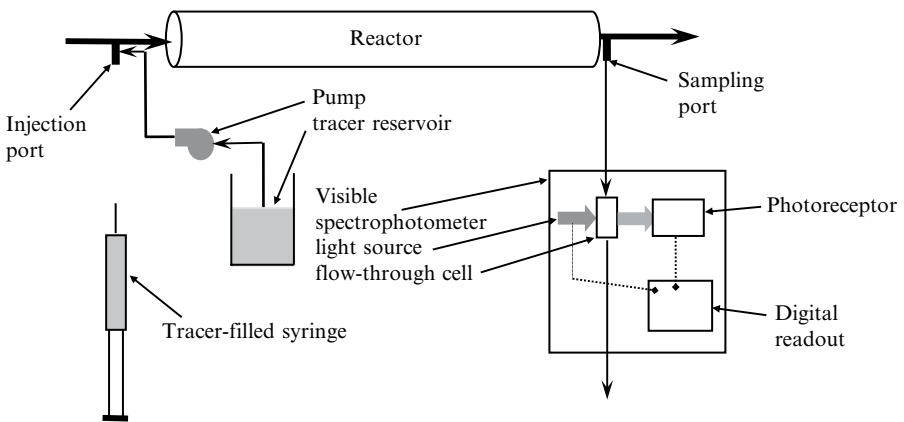 Reactor
Sampling
port
Injection
port
Pump
tracer reservoir
Visible
spectrophotometer
light source
flow-through cell
Photoreceptor
Digital
readout
Tracer-filled syringe